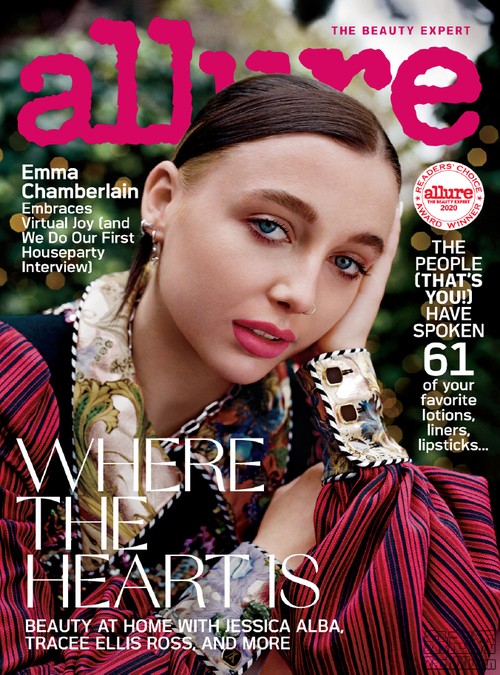 THE BEAUTY EXPERT
allure
Emma
Chamberlain
Embraces
Virtual Joy (and
We Do Our First
Houseparty
Interview)
READERS' CHOICE
allure
THE BEAUTY EXPERT
2020
AWARD WINNER
THE
PEOPLE
(THAT'S
YOU!)
HAVE
SPOKEN
61
of your
favorite
lotions,
liners,
lipsticks...
WHERE
THE
HEART IS
BEAUTY AT HOME WITH JESSICA ALBA,
TRACEE ELLIS ROSS, AND MORE